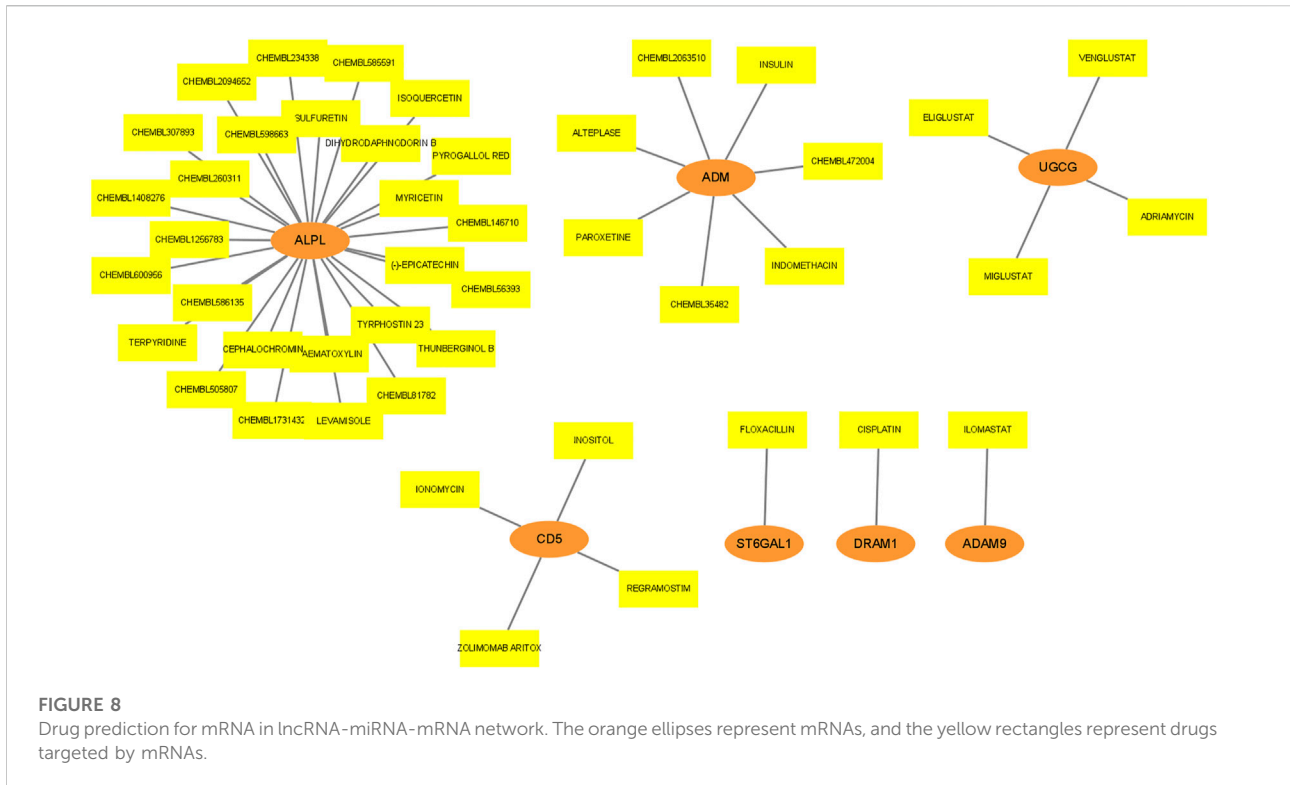 CHEMBL234338
CHEMBL585591
CHEMBL2094652
ISOQUERCETIN
SULFURETIN
CHEMBL307893
CHEMBL598663
DIHYDRODAPHNODORIN B
PYROGALLOL RED
CHEMBL260311
MYRICETIN
CHEMBL1408276
CHEMBL146710
CHEMBL1256783
ALPL
CHEMBL600956
(-)-EPICATECHIN
CHEMBL56393
CHEMBL586135
TERPYRIDINE
TYRPHOSTIN 23
CEPHALOCHROMIN
AEMATOXYLIN
THUNBERGINOL B
CHEMBL505807
CHEMBL81782
CHEMBL1731432
LEVAMISOLE
CHEMBL2063510
INSULIN
ALTEPLASE
CHEMBL472004
ADM
PAROXETINE
INDOMETHACIN
CHEMBL35482
VENGLUSTAT
ELIGLUSTAT
UGCG
ADRIAMYCIN
MIGLUSTAT
INOSITOL
IONOMYCIN
CD5
REGRAMOSTIM
ZOLIMOMAB ARITOX
FLOXACILLIN
CISPLATIN
ILOMASTAT
ST6GAL1
DRAM1
ADAM9
FIGURE 8
Drug prediction for mRNA in lncRNA-miRNA-mRNA network. The orange ellipses represent mRNAs, and the yellow rectangles represent drugs
targeted by mRNAs.